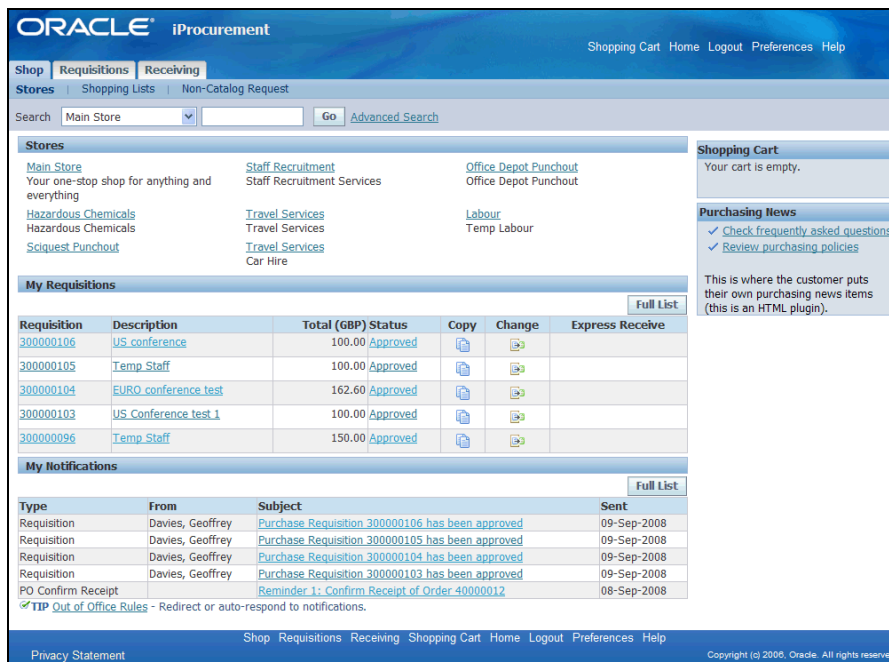 ORACLE® iProcurement
Shopping Cart Home Logout Preferences Help
Shop Requisitions Receiving
Stores | Shopping Lists | Non-Catalog Request
Search Main Store Go Advanced Search
Stores
Main Store Staff Recruitment Office Depot Punchout
Your one-stop shop for anything and Staff Recruitment Services Office Depot Punchout
everything
Hazardous Chemicals Travel Services Labour
Hazardous Chemicals Travel Services Temp Labour
Sciquest Punchout Travel Services
Car Hire
Shopping Cart
Your cart is empty.
Purchasing News
Check frequently asked questions
Review purchasing policies
This is where the customer puts
their own purchasing news items
(this is an HTML plugin).
My Requisitions
Full List
Requisition Description Total (GBP) Status Copy Change Express Receive
300000106 US conference 100.00 Approved
300000105 Temp Staff 100.00 Approved
300000104 EURO conference test 162.60 Approved
300000103 US Conference test 1 100.00 Approved
300000096 Temp Staff 150.00 Approved
My Notifications
Full List
Type From Subject Sent
Requisition Davies, Geoffrey Purchase Requisition 300000106 has been approved 09-Sep-2008
Requisition Davies, Geoffrey Purchase Requisition 300000105 has been approved 09-Sep-2008
Requisition Davies, Geoffrey Purchase Requisition 300000104 has been approved 09-Sep-2008
Requisition Davies, Geoffrey Purchase Requisition 300000103 has been approved 09-Sep-2008
PO Confirm Receipt Reminder 1: Confirm Receipt of Order 40000012 08-Sep-2008
TIP Out of Office Rules - Redirect or auto-respond to notifications.
Shop Requisitions Receiving Shopping Cart Home Logout Preferences Help
Privacy Statement Copyright (c) 2006, Oracle. All rights reserve